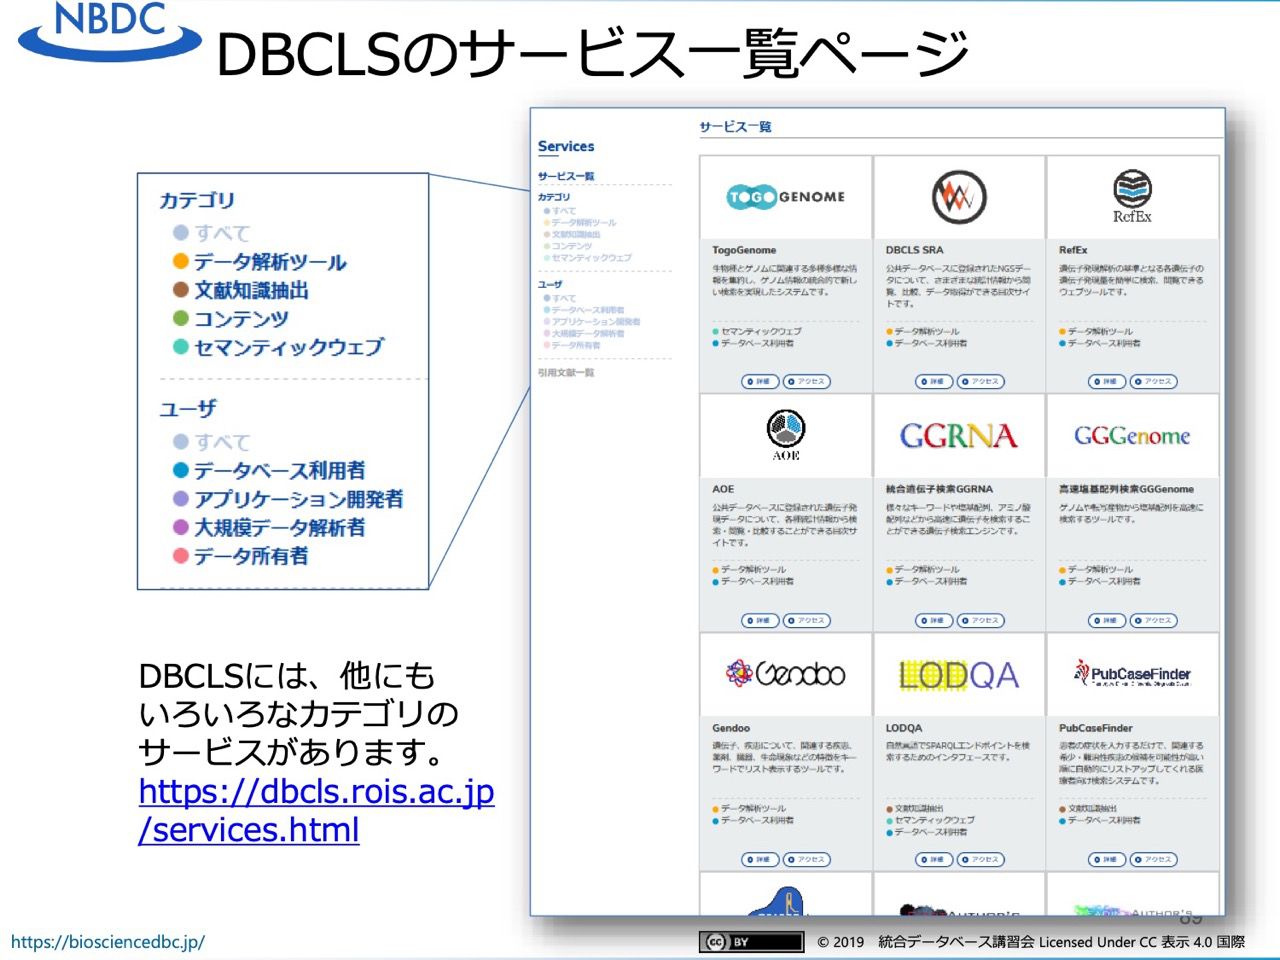 NBDC
DBCLSのサービス一覧ページ
カテゴリ
すべて
データ解析ツール
文献知識抽出
コンテンツ
セマンティックウェブ
ユーザ
すべて
データベース利用者
アプリケーション開発者
大規模データ解析者
データ所有者
DBCLSには、他にも
いろいろなカテゴリの
サービスがあります。
https://dbcls.rois.ac.jp
/services.html
Services
サービス一覧
カテゴリ
すべて
データ解析ツール
文献知識抽出
コンテンツ
セマンティックウェブ
ユーザ
すべて
データベース利用者
アプリケーション開発者
大規模データ解析者
データ所有者
引用文献一覧
サービス一覧
TOGO GENOME
TogoGenome
生物種とゲノムに関連する多種多様な情
報を集約し、ゲノム情報の統合的で新し
い検索を実現したシステムです。
セマンティックウェブ
データベース利用者
詳細 アクセス
DBCLS SRA
公共データベースに登録されたNGSデー
タについて、さまざまな統計情報から閲
覧、比較、データ取得ができる目次サイ
トです。
データ解析ツール
データベース利用者
詳細 アクセス
RefEx
RefEx
遺伝子発現解析の基準となる各遺伝子の
遺伝子発現量を簡単に検索、閲覧できる
ウェブツールです。
データ解析ツール
データベース利用者
詳細 アクセス
AOE
AOE
公共データベースに登録された遺伝子発
現データについて、各種統計情報から検
索・閲覧・比較することができる目次サ
イトです。
データ解析ツール
データベース利用者
詳細 アクセス
GGRNA
統合遺伝子検索GGRNA
様々なキーワードや塩基配列、アミノ酸
配列などから高速に遺伝子を検索するこ
とができる遺伝子検索エンジンです。
データ解析ツール
データベース利用者
詳細 アクセス
GGGenome
高速塩基配列検索GGGenome
ゲノムや転写産物から塩基配列を高速に
検索するツールです。
データ解析ツール
データベース利用者
詳細 アクセス
Gendoo
Gendoo
遺伝子、疾患について、関連する疾患、
薬剤、臓器、生命現象などの特徴をキー
ワードでリスト表示するツールです。
データ解析ツール
データベース利用者
詳細 アクセス
LODQA
LODQA
自然言語でSPARQLエンドポイントを検
索するためのインタフェースです。
文献知識抽出
セマンティックウェブ
データベース利用者
詳細 アクセス
PubCaseFinder
PubCaseFinder
患者の症状を入力するだけで、関連する
希少・難治性疾患の候補を可能性が高い
順に自動的にリストアップしてくれる医
療者向け検索システムです。
文献知識抽出
データベース利用者
詳細 アクセス
AUTHOR'S
69
https://biosciencedbc.jp/
cc BY
© 2019 統合データベース講習会 Licensed Under CC 表示 4.0 国際